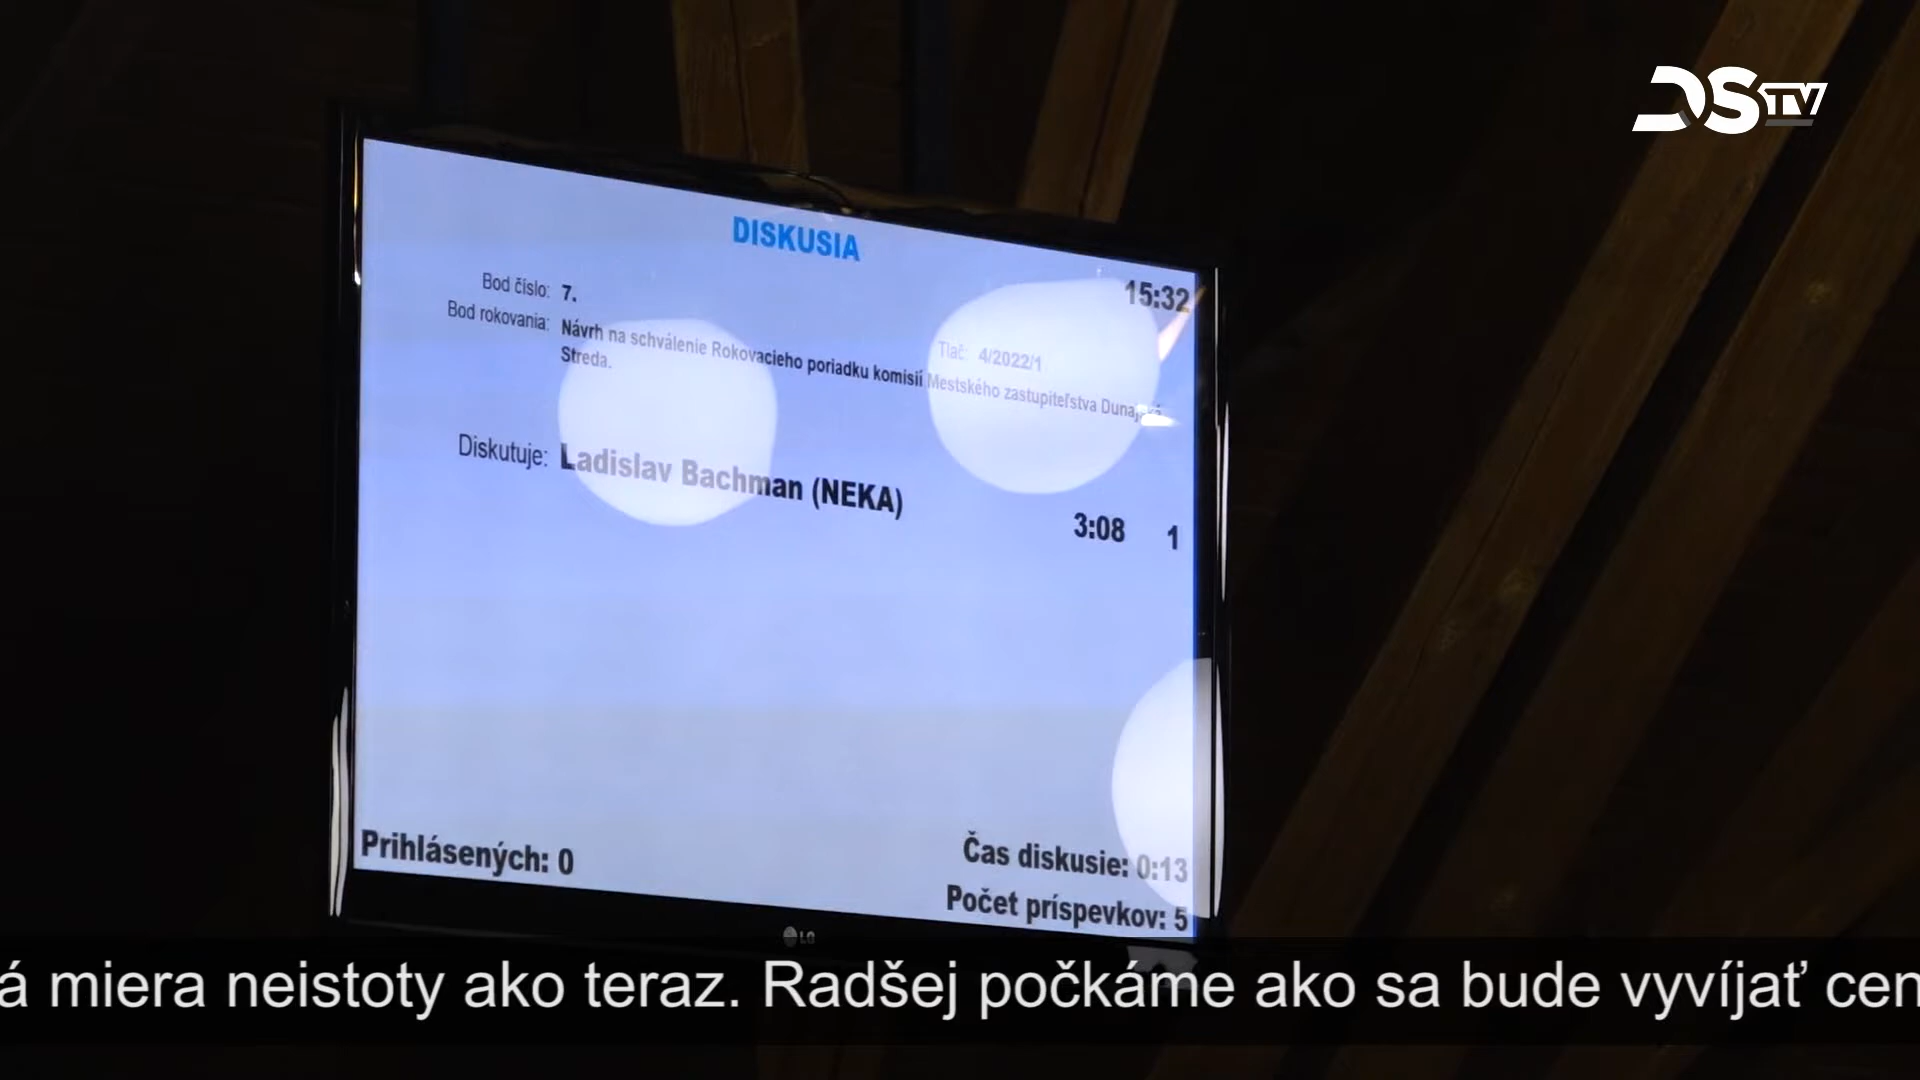 DSTV
DISKUSIA
15:32
Bod číslo: 7.
Tlač: 4/2022/1
Bod rokovania: Návrh na schválenie Rokovacieho poriadku komisií Mestského zastupiteľstva Dunajská
Streda.
Diskutuje: Ladislav Bachman (NEKA)
3:08 1
Prihlásených: 0
Čas diskusie: 0:13
Počet príspevkov: 5
LG
á miera neistoty ako teraz. Radšej počkáme ako sa bude vyvíjať cen